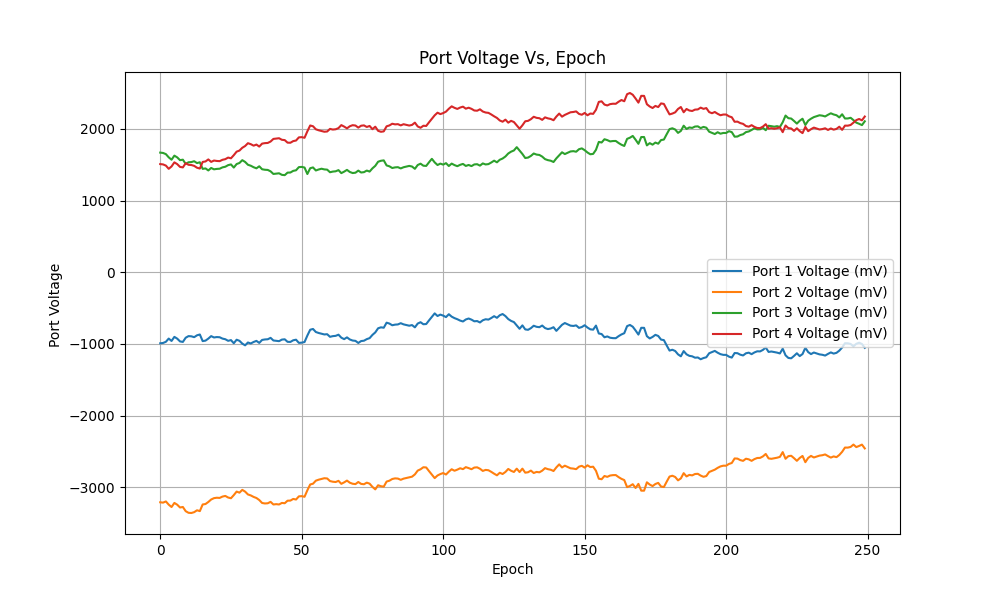 Port Voltage Vs, Epoch
Port Voltage
2000
1000
0
−1000
−2000
−3000
Port 1 Voltage (mV)
Port 2 Voltage (mV)
Port 3 Voltage (mV)
Port 4 Voltage (mV)
0 50 100 150 200 250
Epoch